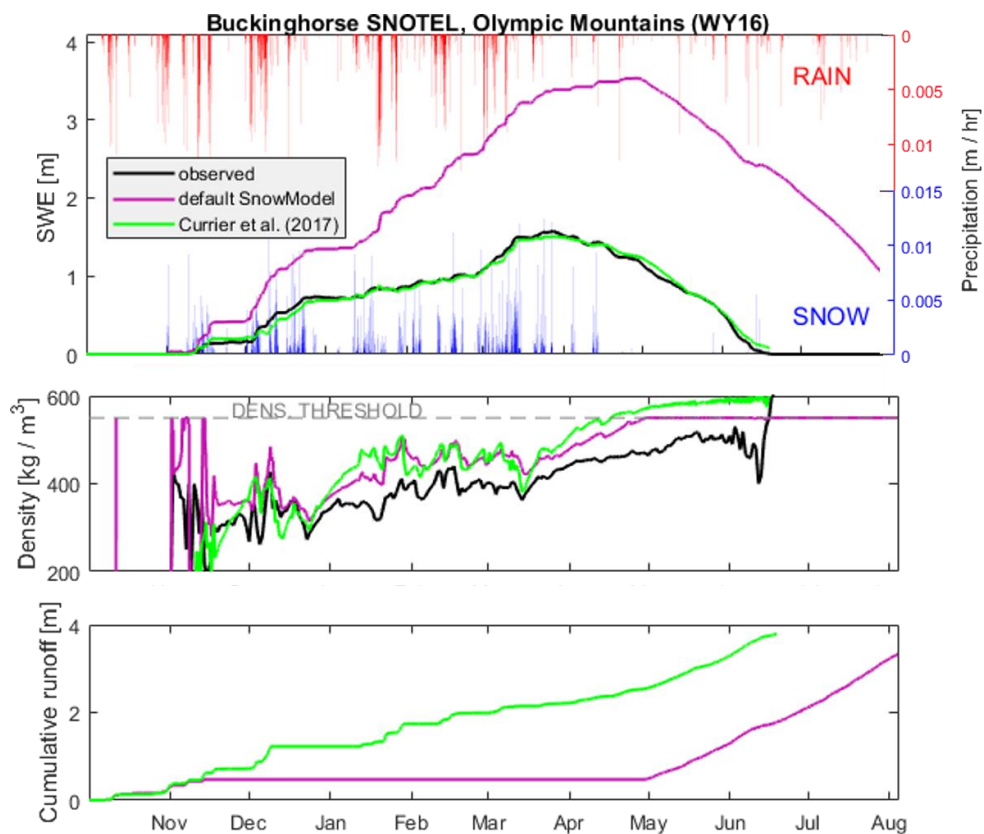 Buckinghorse SNOTEL, Olympic Mountains (WY16)
4
3
2
1
0
SWE [m]
observed
default SnowModel
Currier et al. (2017)
RAIN
SNOW
0
0.005
0.01
0.015
0.01
0.005
0
Precipitation [m / hr]
600
400
200
Density [kg / m³]
DENS. THRESHOLD
4
2
0
Cumulative runoff [m]
Nov Dec Jan Feb Mar Apr May Jun Jul Aug